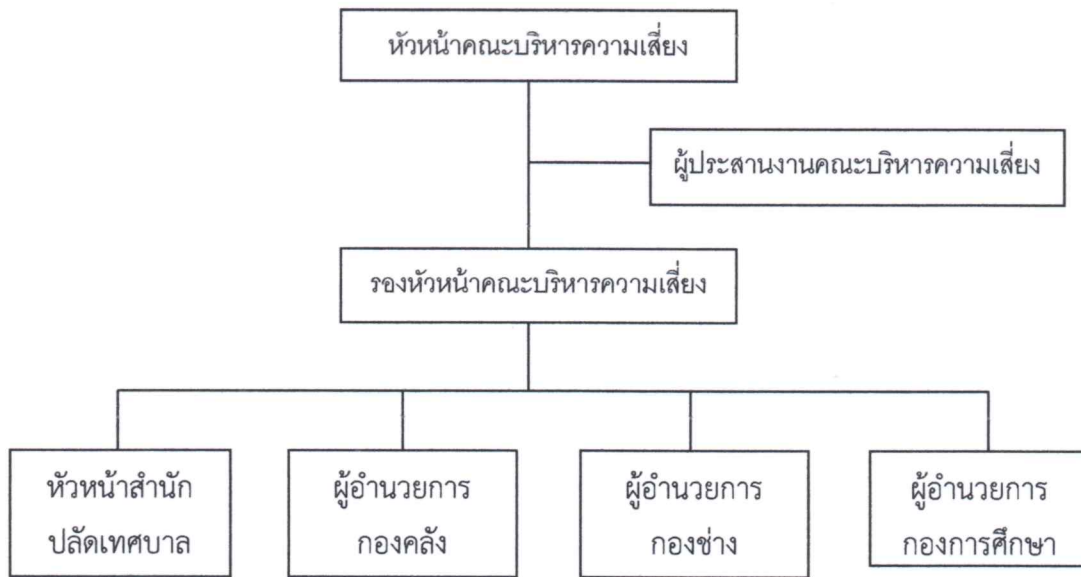 หัวหน้าคณะบริหารความเสี่ยง
ผู้ประสานงานคณะบริหารความเสี่ยง
รองหัวหน้าคณะบริหารความเสี่ยง
หัวหน้าสำนัก
ปลัดเทศบาล
ผู้อำนวยการ
กองคลัง
ผู้อำนวยการ
กองช่าง
ผู้อำนวยการ
กองการศึกษา